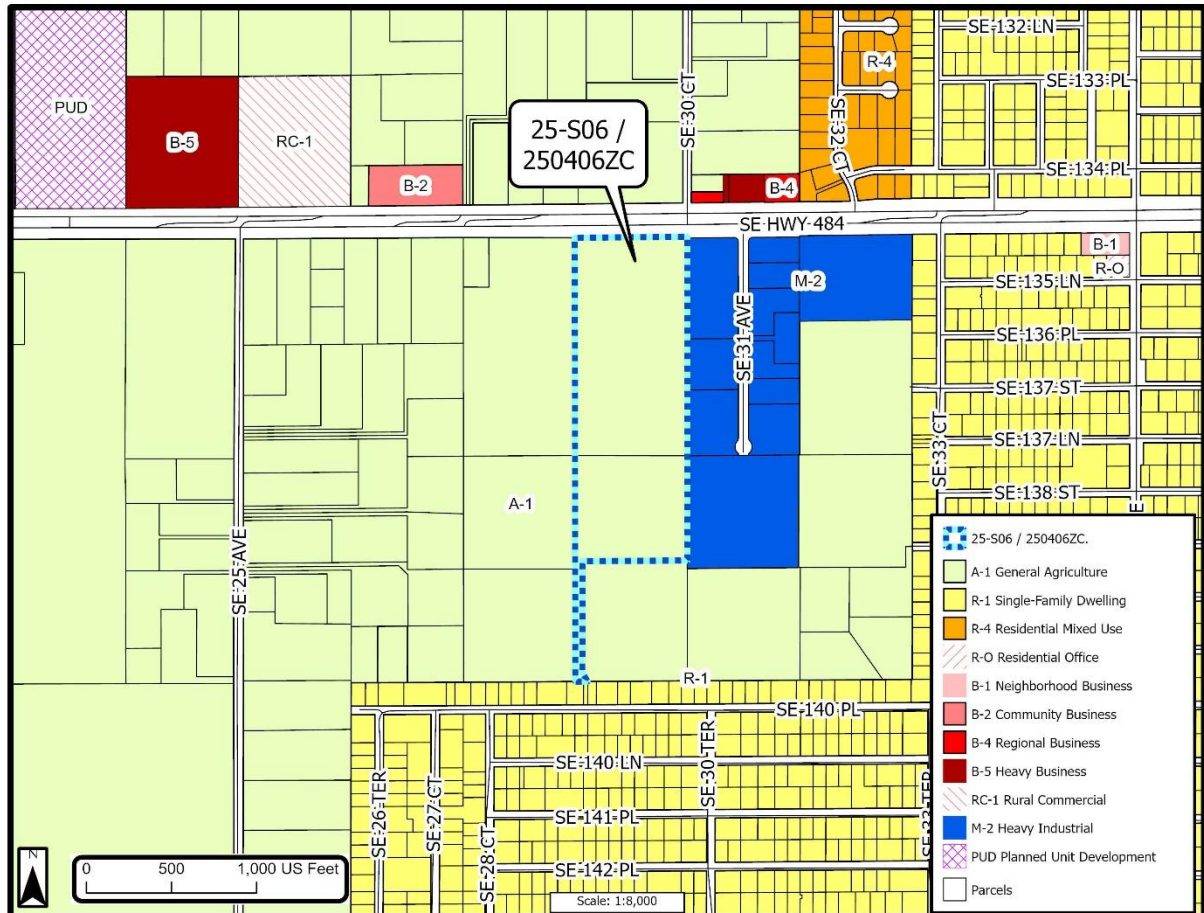 SE 132 LN
R-4
SE 133 PL
PUD
B-5
RC-1
B-2
25-S06 /
250406ZC
SE 30 CT
SE 32 CT
B-4
SE 134 PL
SE HWY 484
B-1
R-O
SE 135 LN
M-2
SE 31 AVE
SE 136 PL
SE 137 ST
SE 137 LN
SE 33 CT
SE 138 ST
A-1
E
SE 25 AVE
R-1
SE 140 PL
SE 140 LN
SE 30 TER
SE 26 TER
SE 27 CT
SE 28 CT
SE 141 PL
SE 33 TER
SE 142 PL
25-S06 / 250406ZC.
A-1 General Agriculture
R-1 Single-Family Dwelling
R-4 Residential Mixed Use
R-O Residential Office
B-1 Neighborhood Business
B-2 Community Business
B-4 Regional Business
B-5 Heavy Business
RC-1 Rural Commercial
M-2 Heavy Industrial
PUD Planned Unit Development
Parcels
N
0 500 1,000 US Feet
Scale: 1:8,000